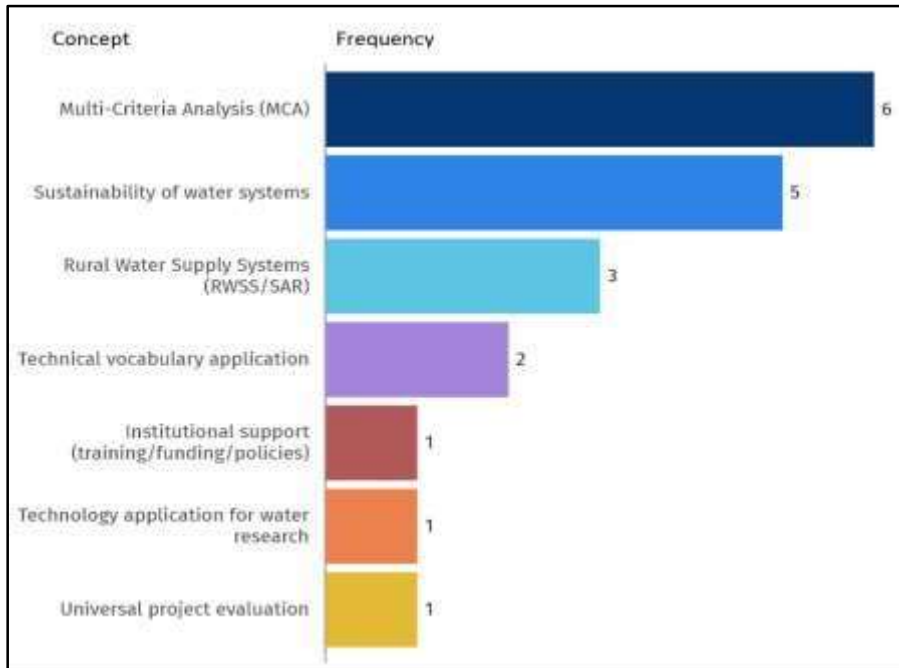 Concept Frequency
Multi-Criteria Analysis (MCA) 6
Sustainability of water systems 5
Rural Water Supply Systems
(RWSS/SAR) 3
Technical vocabulary application 2
Institutional support
(training/funding/policies) 1
Technology application for water
research 1
Universal project evaluation 1